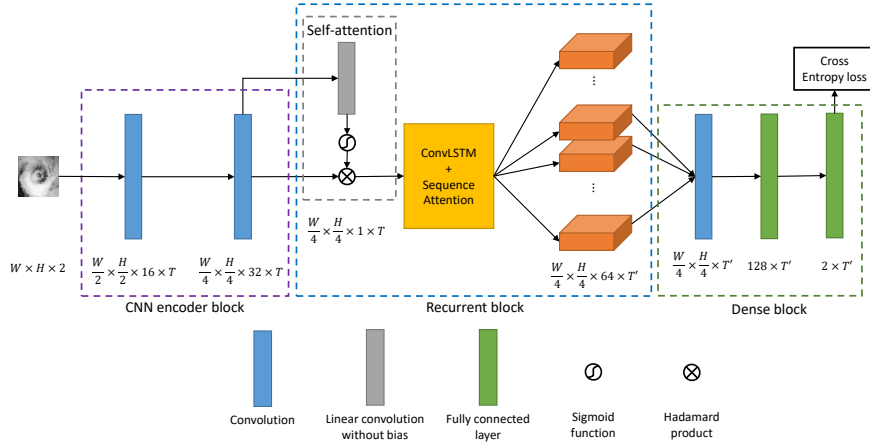 Self-attention
Cross
Entropy loss
ConvLSTM
+
Sequence
Attention
...
...
W × H × 2
W/2 × H/2 × 16 × T
W/4 × H/4 × 32 × T
W/4 × H/4 × 1 × T
W/4 × H/4 × 64 × T′
W/4 × H/4 × T′
128 × T′
2 × T′
CNN encoder block
Recurrent block
Dense block
Convolution
Linear convolution
without bias
Fully connected
layer
Sigmoid
function
Hadamard
product